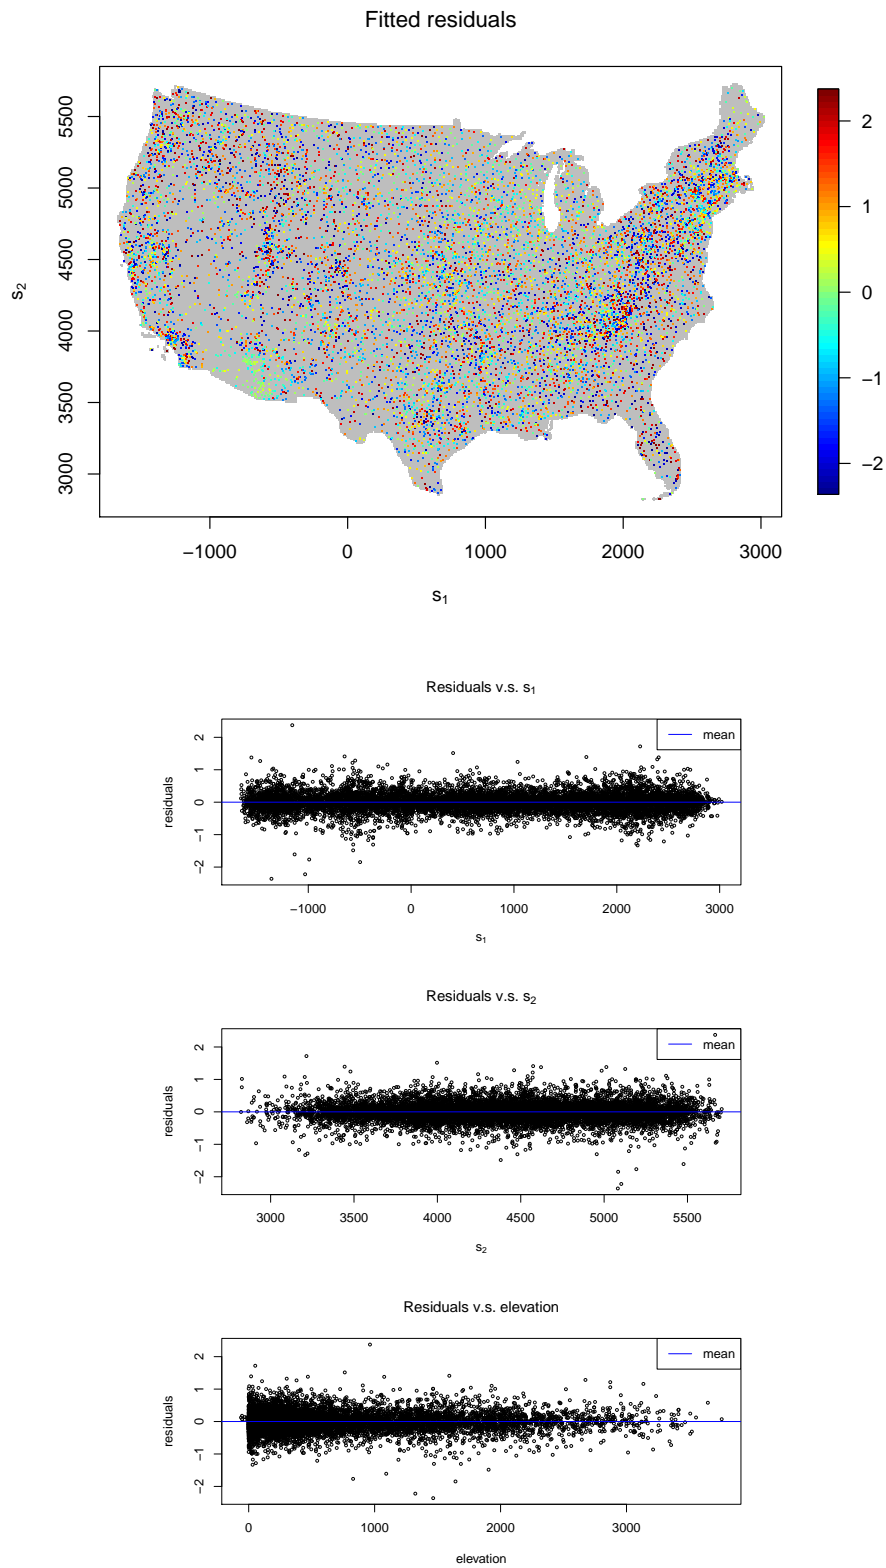 Fitted residuals
5500
5000
4500
4000
3500
3000
s₂
−1000 0 1000 2000 3000
s₁
2
1
0
−1
−2
Residuals v.s. s₁
mean
2
1
0
−1
−2
residuals
−1000 0 1000 2000 3000
s₁
Residuals v.s. s₂
mean
2
1
0
−1
−2
residuals
3000 3500 4000 4500 5000 5500
s₂
Residuals v.s. elevation
mean
2
1
0
−1
−2
residuals
0 1000 2000 3000
elevation